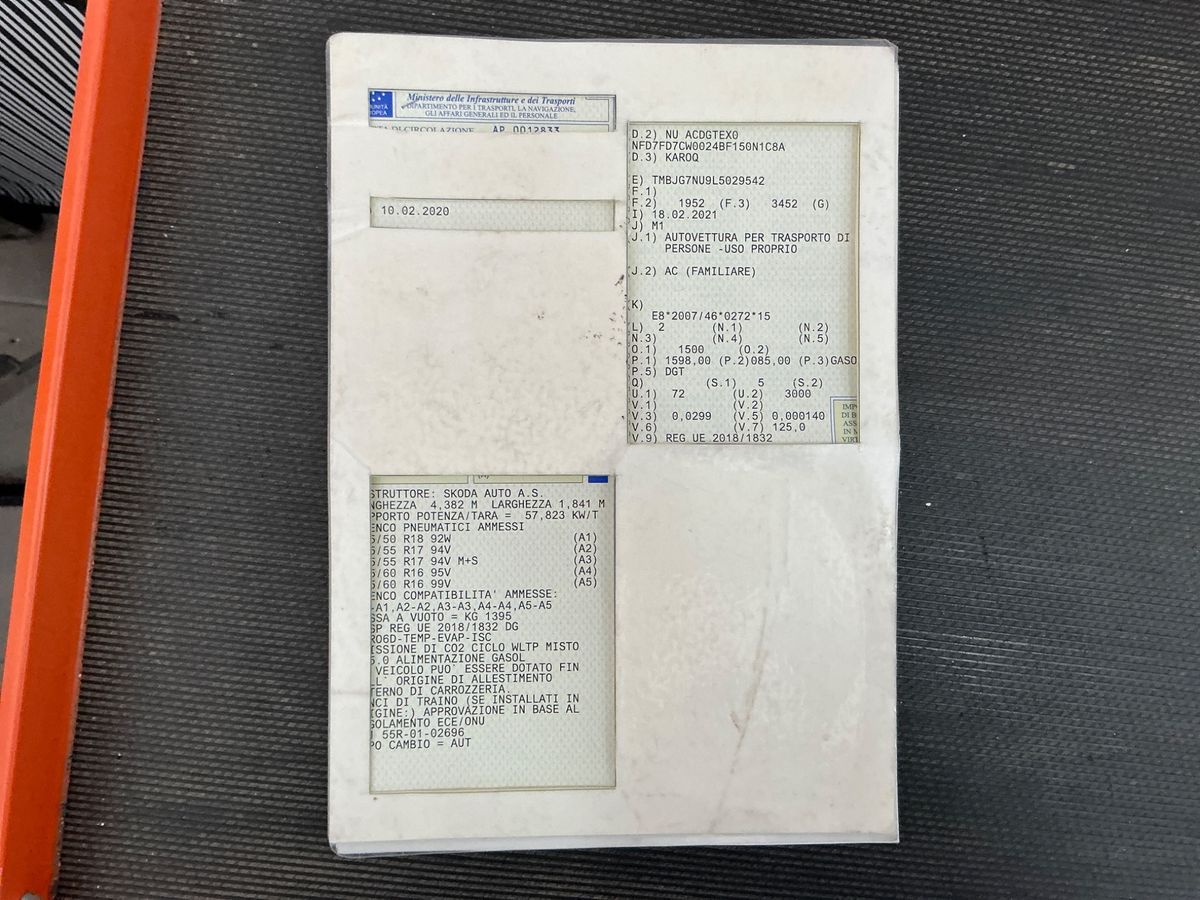 Ministero delle Infrastrutture e dei Trasporti
DIPARTIMENTO PER I TRASPORTI, LA NAVIGAZIONE,
GLI AFFARI GENERALI ED IL PERSONALE
DI CIRCOLAZIONE AP 0012833
10.02.2020
D.2) NU ACDGTEX0
NFD7FD7CW0024BF150N1C8A
D.3) KAROQ
E) TMBJG7NU9L5029542
F.1)
F.2) 1952 (F.3) 3452 (G)
I) 18.02.2021
J) M1
J.1) AUTOVETTURA PER TRASPORTO DI
PERSONE -USO PROPRIO
J.2) AC (FAMILIARE)
K)
E8*2007/46*0272*15
L) 2 (N.1) (N.2)
N.3) (N.4) (N.5)
O.1) 1500 (O.2)
P.1) 1598,00 (P.2)085,00 (P.3)GASO
P.5) DGT
Q) (S.1) 5 (S.2)
U.1) 72 (U.2) 3000
V.1) (V.2)
V.3) 0,0299 (V.5) 0,000140
V.6) (V.7) 125,0
V.9) REG UE 2018/1832
STRUTTORE: SKODA AUTO A.S.
NGHEZZA 4,382 M LARGHEZZA 1,841 M
PPORTO POTENZA/TARA = 57,823 KW/T
ENCO PNEUMATICI AMMESSI
5/50 R18 92W (A1)
5/55 R17 94V (A2)
5/55 R17 94V M+S (A3)
5/60 R16 95V (A4)
5/60 R16 99V (A5)
ENCO COMPATIBILITA' AMMESSE:
-A1,A2-A2,A3-A3,A4-A4,A5-A5
SSA A VUOTO = KG 1395
SP REG UE 2018/1832 DG
RO6D-TEMP-EVAP-ISC
ISSIONE DI CO2 CICLO WLTP MISTO
5,0 ALIMENTAZIONE GASOL
VEICOLO PUO' ESSERE DOTATO FIN
LL' ORIGINE DI ALLESTIMENTO
TERNO DI CARROZZERIA.
NCI DI TRAINO (SE INSTALLATI IN
IGINE:) APPROVAZIONE IN BASE AL
GOLAMENTO ECE/ONU
55R-01-02696
PO CAMBIO = AUT